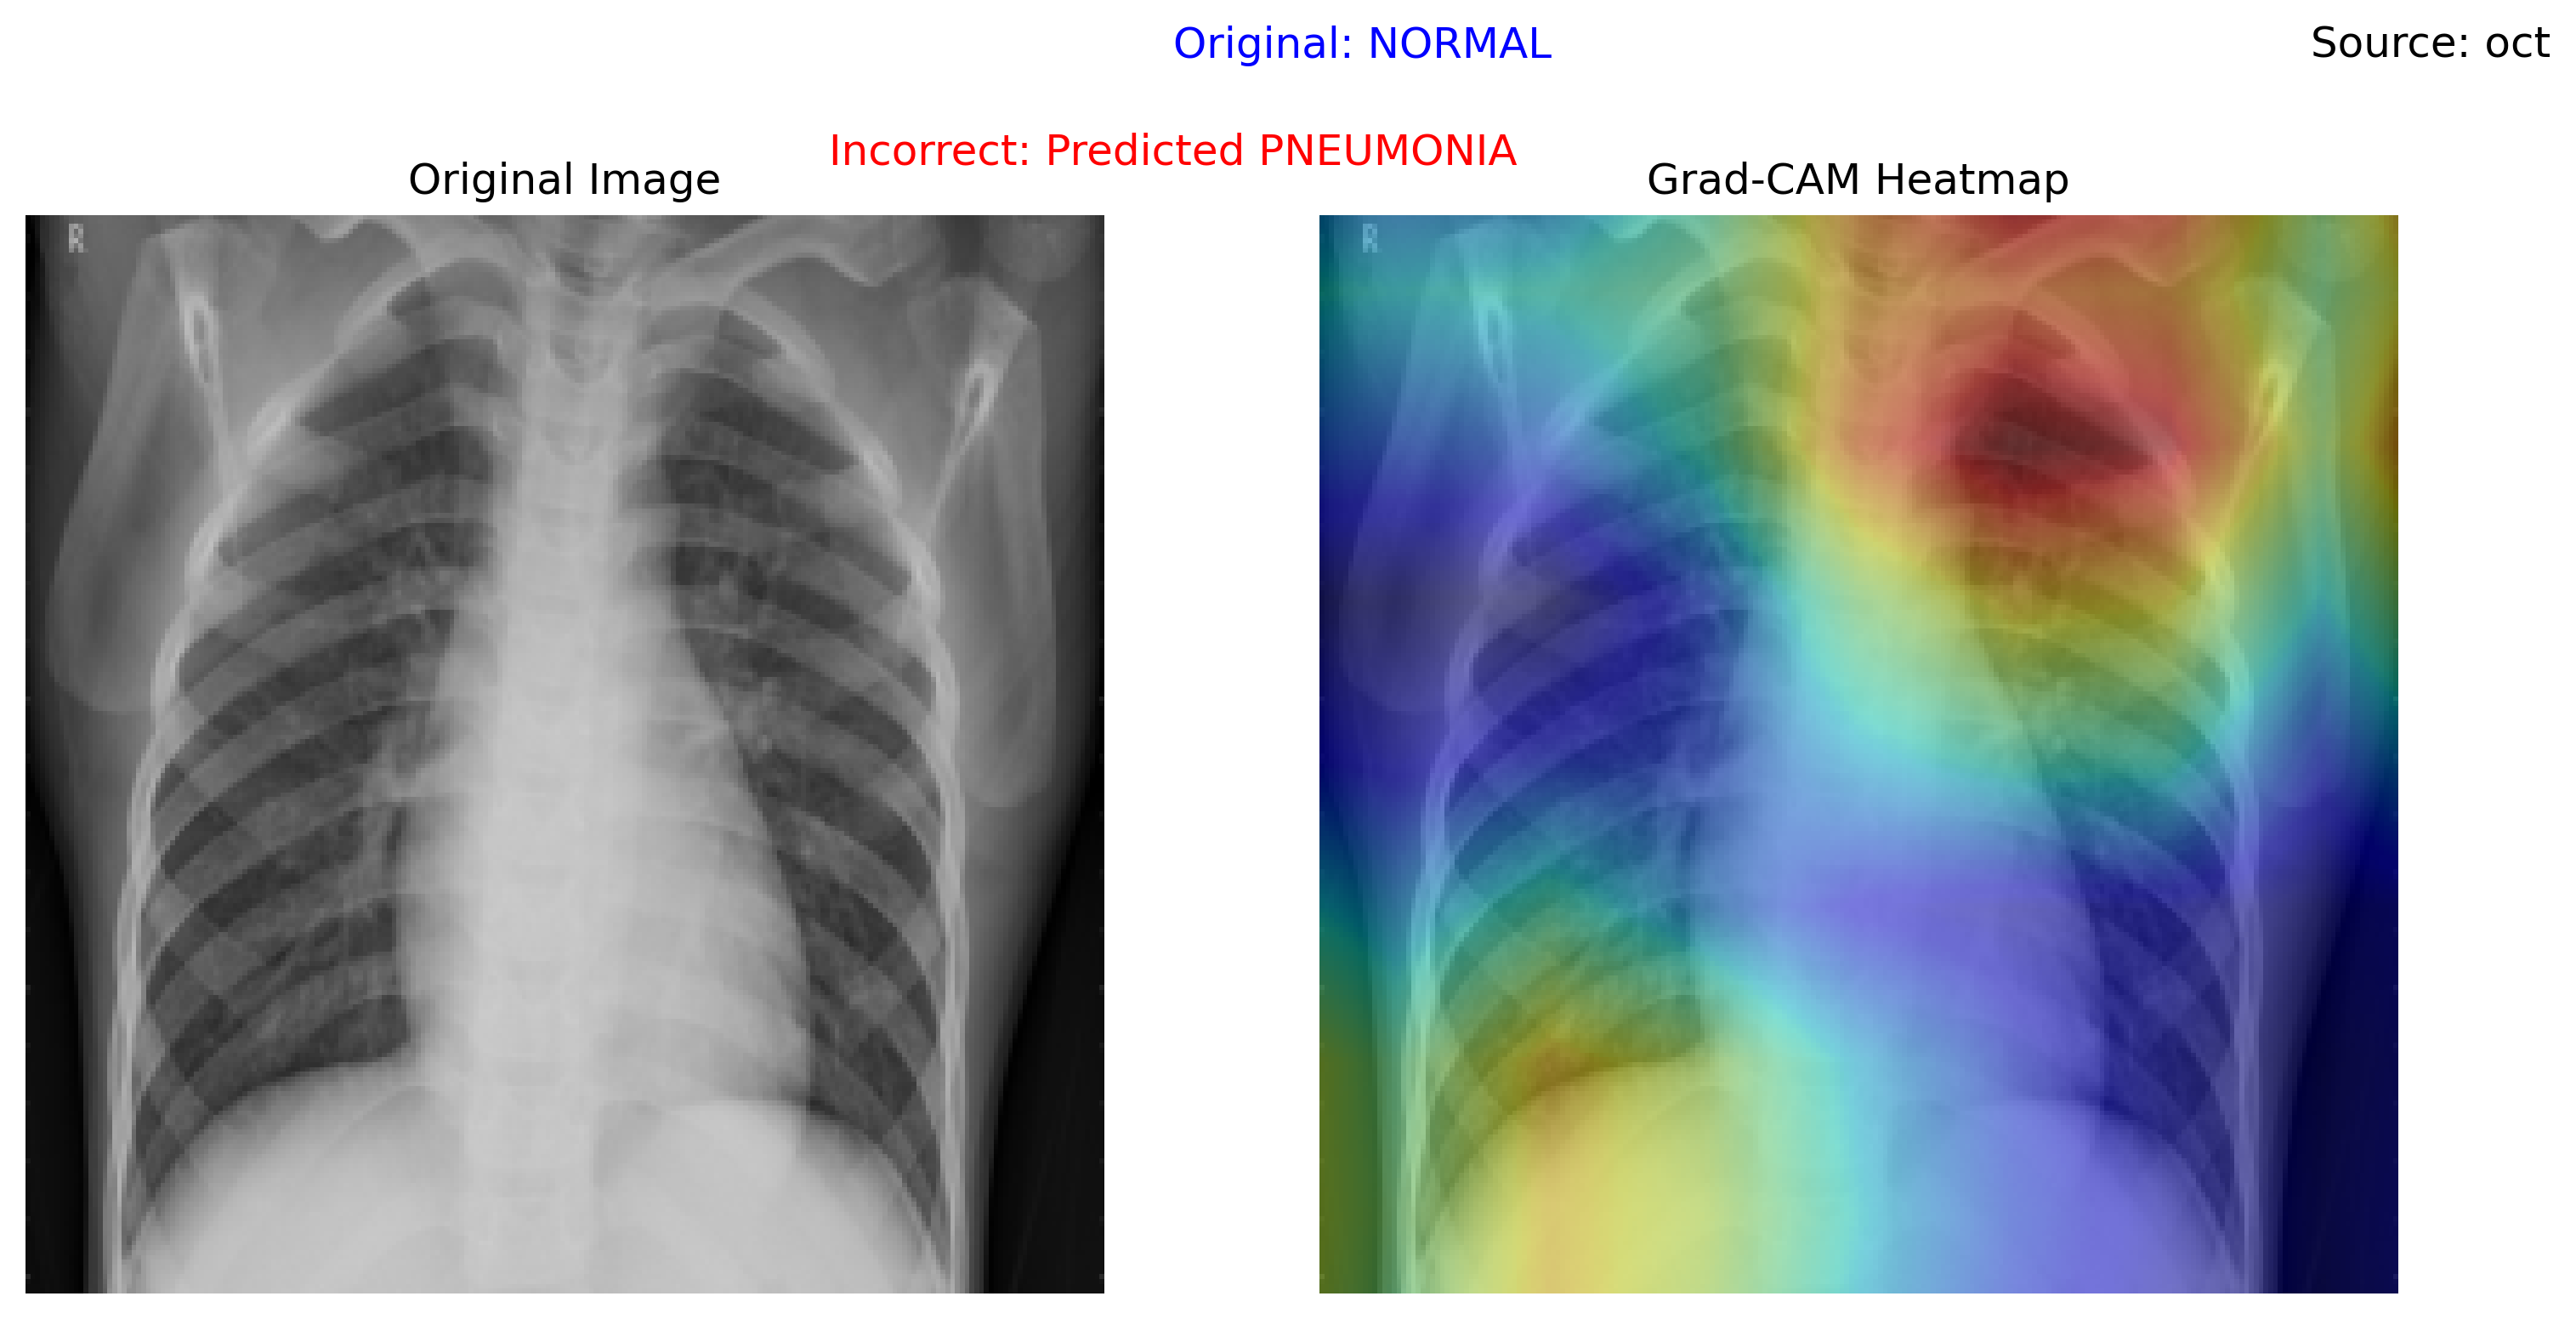 Original: NORMAL
Source: oct
Incorrect: Predicted PNEUMONIA
Original Image
Grad-CAM Heatmap
R
R